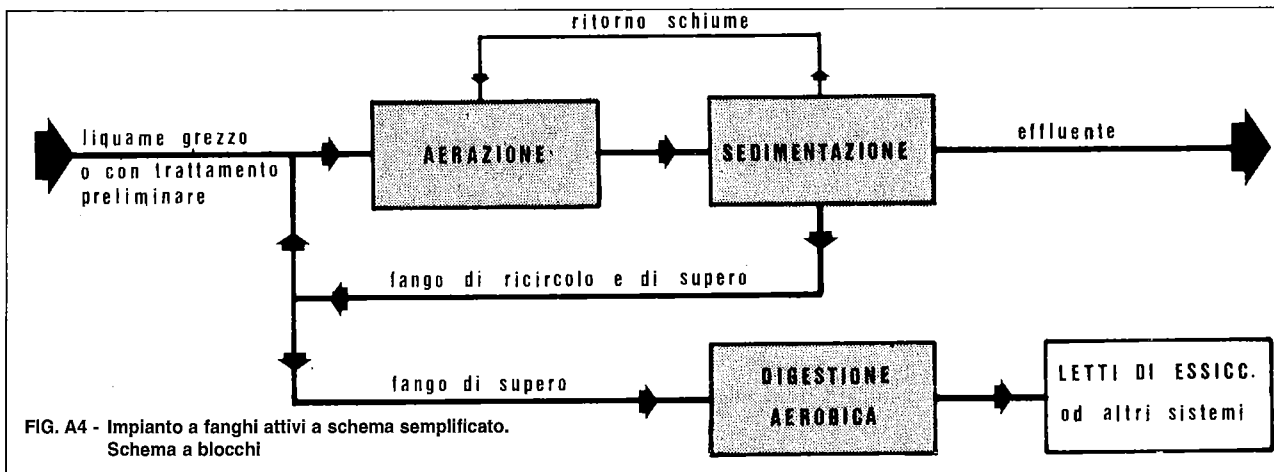 ritorno schiume
liquame grezzo
o con trattamento
preliminare
AERAZIONE
SEDIMENTAZIONE
effluente
fango di ricircolo e di supero
fango di supero
DIGESTIONE
AEROBICA
LETTI DI ESSICC.
od altri sistemi
FIG. A4 - Impianto a fanghi attivi a schema semplificato.
Schema a blocchi